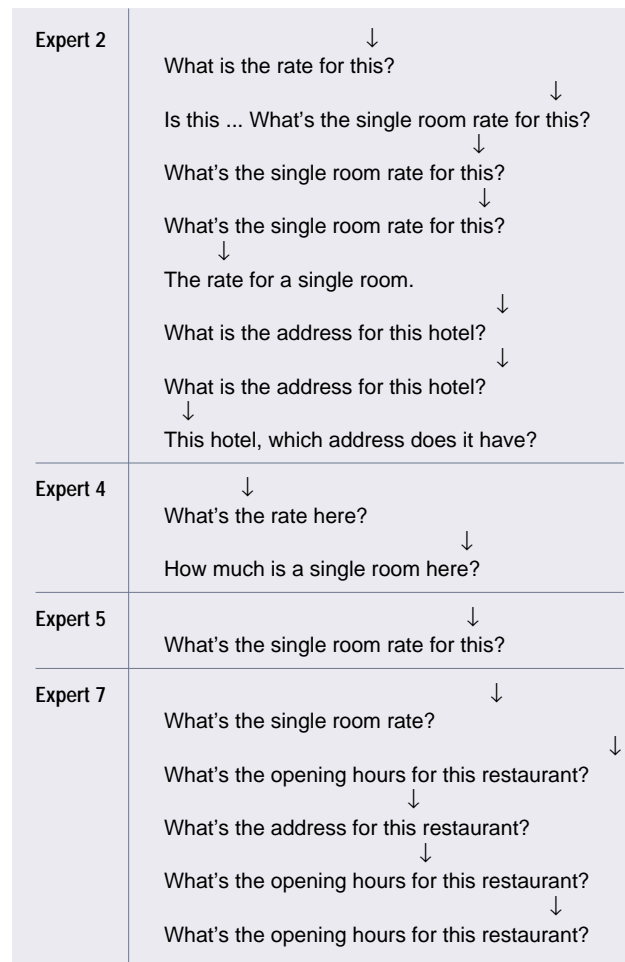 Expert 2
↓
What is the rate for this?
↓
Is this ... What's the single room rate for this?
↓
What's the single room rate for this?
↓
What's the single room rate for this?
↓
The rate for a single room.
↓
What is the address for this hotel?
↓
What is the address for this hotel?
↓
This hotel, which address does it have?
Expert 4
↓
What's the rate here?
↓
How much is a single room here?
Expert 5
↓
What's the single room rate for this?
Expert 7
↓
What's the single room rate?
↓
What's the opening hours for this restaurant?
↓
What's the address for this restaurant?
↓
What's the opening hours for this restaurant?
↓
What's the opening hours for this restaurant?